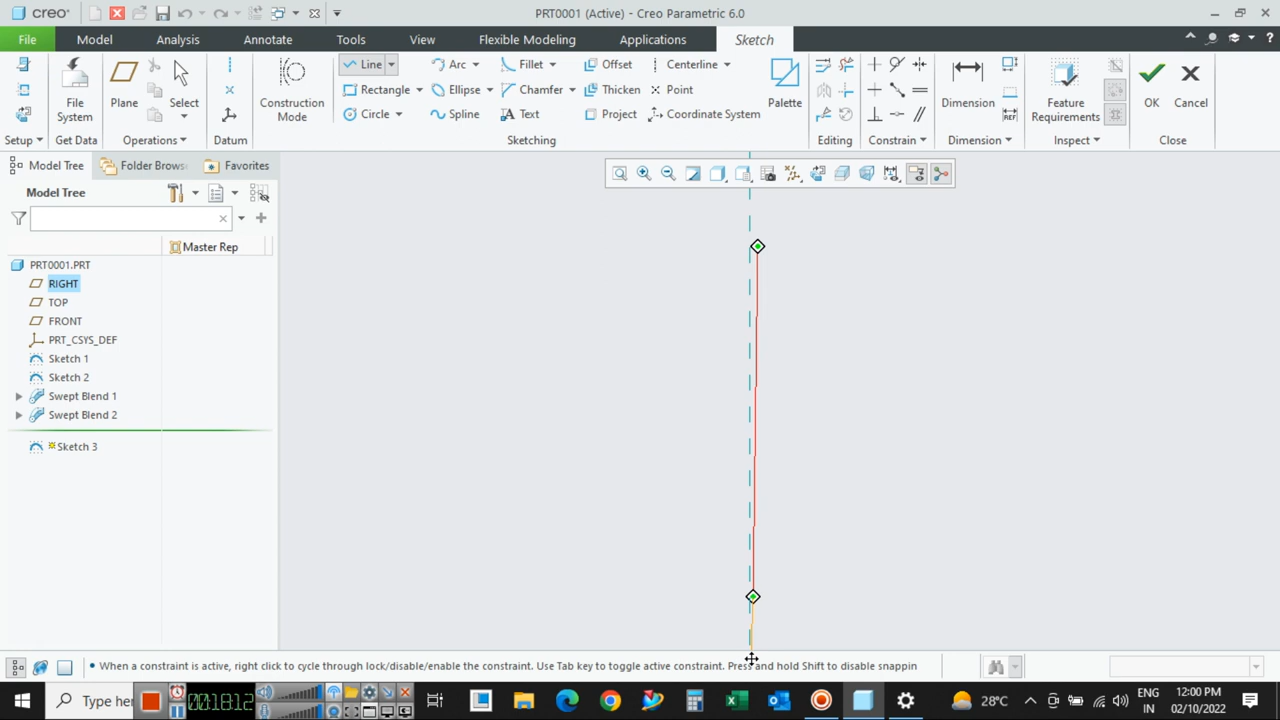 creo
PRT0001 (Active) - Creo Parametric 6.0
File Model Analysis Annotate Tools View Flexible Modeling Applications Sketch
Line Arc Fillet Offset Centerline
Rectangle Ellipse Chamfer Thicken Point
Circle Spline Text Project Coordinate System
File System Plane Select Construction Mode Palette Dimension Feature Requirements OK Cancel
Setup Get Data Operations Datum Sketching Editing Constrain Dimension Inspect Close
Model Tree Folder Brows Favorites
Model Tree
Master Rep
PRT0001.PRT
RIGHT
TOP
FRONT
PRT_CSYS_DEF
Sketch 1
Sketch 2
Swept Blend 1
Swept Blend 2
Sketch 3
When a constraint is active, right click to cycle through lock/disable/enable the constraint. Use Tab key to toggle active constraint. Press and hold Shift to disable snappin
Type her
28°C
ENG
IN
12:00 PM
02/10/2022